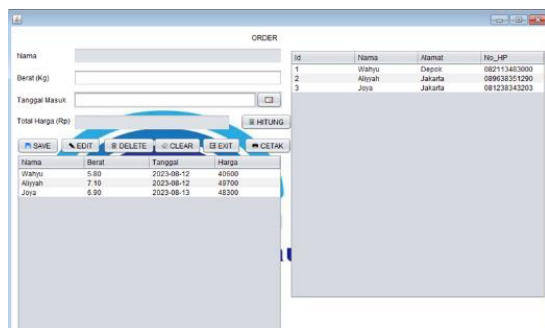 ORDER
Nama
Berat (Kg)
Tanggal Masuk
Total Harga (Rp)
HITUNG
SAVE EDIT DELETE CLEAR EXIT CETAK
Nama Berat Tanggal Harga
Wahyu 5.80 2023-08-12 40600
Aliyyah 7.10 2023-08-12 49700
Joya 6.90 2023-08-13 48300
Id Nama Alamat No_HP
1 Wahyu Depok 082113483000
2 Aliyyah Jakarta 089638351290
3 Joya Jakarta 081238343203